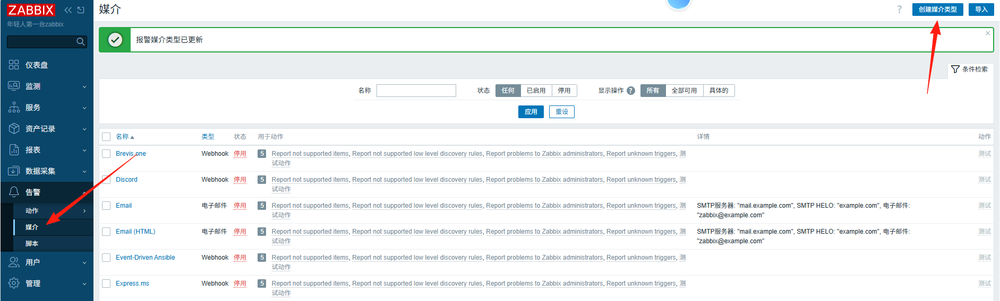 ZABBIX
年轻人第一台zabbix
仪表盘
监测
服务
资产记录
报表
数据采集
告警
动作
媒介
脚本
用户
管理
媒介
? 创建媒介类型 导入
报警媒介类型已更新
条件检索
名称 状态 任何 已启用 停用 显示操作 ? 所有 全部可用 具体的
应用 重设
名称 类型 状态 用于动作 详情 动作
Brevis.one Webhook 停用 5 Report not supported items, Report not supported low level discovery rules, Report problems to Zabbix administrators, Report unknown triggers, 测 测试
试动作
Discord Webhook 停用 5 Report not supported items, Report not supported low level discovery rules, Report problems to Zabbix administrators, Report unknown triggers, 测 测试
试动作
Email 电子邮件 停用 5 Report not supported items, Report not supported low level discovery rules, Report problems to Zabbix administrators, Report unknown triggers, 测 SMTP服务器: "mail.example.com", SMTP HELO: "example.com", 电子邮件: 测试
试动作 "zabbix@example.com"
Email (HTML) 电子邮件 停用 5 Report not supported items, Report not supported low level discovery rules, Report problems to Zabbix administrators, Report unknown triggers, 测 SMTP服务器: "mail.example.com", SMTP HELO: "example.com", 电子邮件: 测试
试动作 "zabbix@example.com"
Event-Driven Ansible Webhook 停用 5 Report not supported items, Report not supported low level discovery rules, Report problems to Zabbix administrators, Report unknown triggers, 测 测试
试动作
Express.ms Webhook 停用 5 Report not supported items, Report not supported low level discovery rules, Report problems to Zabbix administrators, Report unknown triggers, 测 测试
试动作